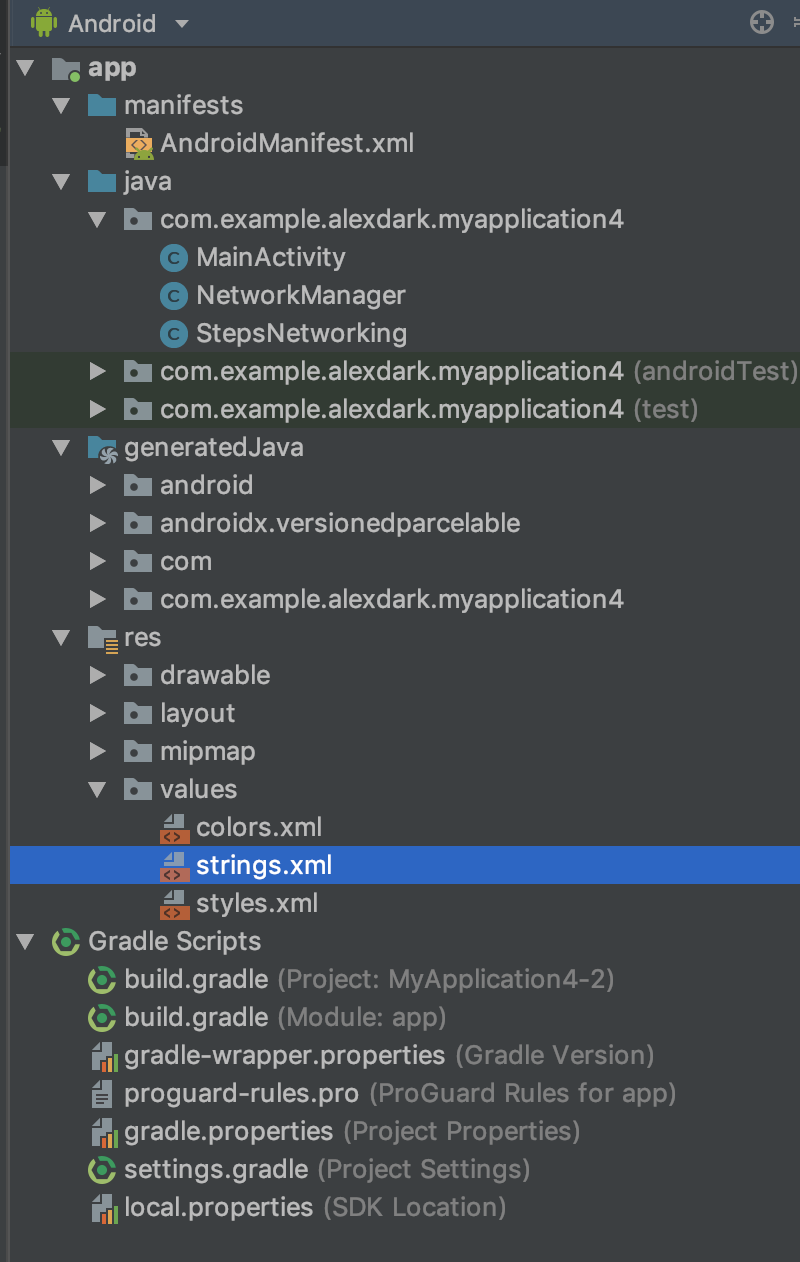 Android
app
manifests
AndroidManifest.xml
java
com.example.alexdark.myapplication4
MainActivity
NetworkManager
StepsNetworking
com.example.alexdark.myapplication4 (androidTest)
com.example.alexdark.myapplication4 (test)
generatedJava
android
androidx.versionedparcelable
com
com.example.alexdark.myapplication4
res
drawable
layout
mipmap
values
colors.xml
strings.xml
styles.xml
Gradle Scripts
build.gradle (Project: MyApplication4-2)
build.gradle (Module: app)
gradle-wrapper.properties (Gradle Version)
proguard-rules.pro (ProGuard Rules for app)
gradle.properties (Project Properties)
settings.gradle (Project Settings)
local.properties (SDK Location)